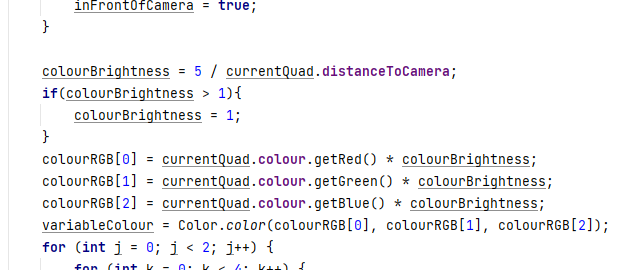 inFrontOfCamera = true;
}
colourBrightness = 5 / currentQuad.distanceToCamera;
if(colourBrightness > 1){
colourBrightness = 1;
}
colourRGB[0] = currentQuad.colour.getRed() * colourBrightness;
colourRGB[1] = currentQuad.colour.getGreen() * colourBrightness;
colourRGB[2] = currentQuad.colour.getBlue() * colourBrightness;
variableColour = Color.color(colourRGB[0], colourRGB[1], colourRGB[2]);
for (int j = 0; j < 2; j++) {
for (int k = 0; k < 4; k++) {